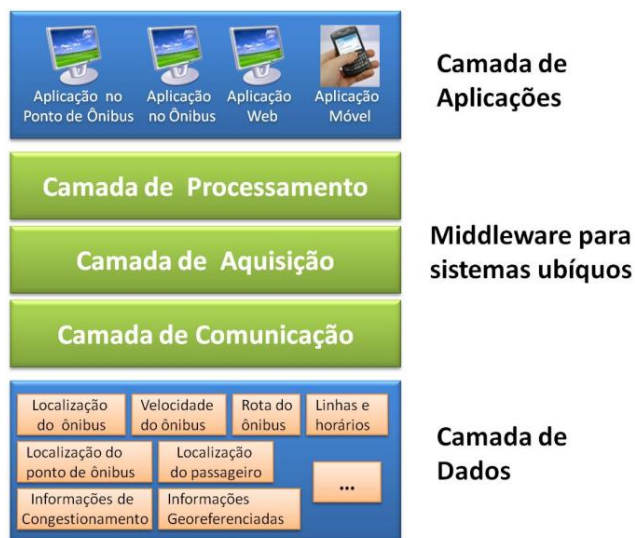 Aplicação no
Ponto de Ônibus
Aplicação
no Ônibus
Aplicação
Web
Aplicação
Móvel
Camada de
Aplicações
Camada de Processamento
Camada de Aquisição
Camada de Comunicação
Middleware para
sistemas ubíquos
Localização
do ônibus
Velocidade
do ônibus
Rota do
ônibus
Linhas e
horários
Localização do
ponto de ônibus
Localização
do passageiro
...
Informações de
Congestionamento
Informações
Georeferenciadas
Camada de
Dados